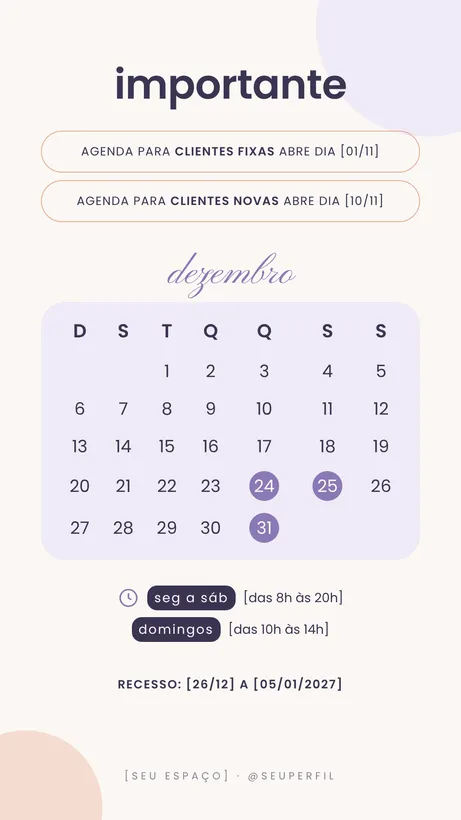 importante
AGENDA PARA CLIENTES FIXAS ABRE DIA [01/11]
AGENDA PARA CLIENTES NOVAS ABRE DIA [10/11]
dezembro
D S T Q Q S S
1 2 3 4 5
6 7 8 9 10 11 12
13 14 15 16 17 18 19
20 21 22 23 24 25 26
27 28 29 30 31
seg a sáb [das 8h às 20h]
domingos [das 10h às 14h]
RECESSO: [26/12] A [05/01/2027]
[SEU ESPAÇO] · @SEUPERFIL